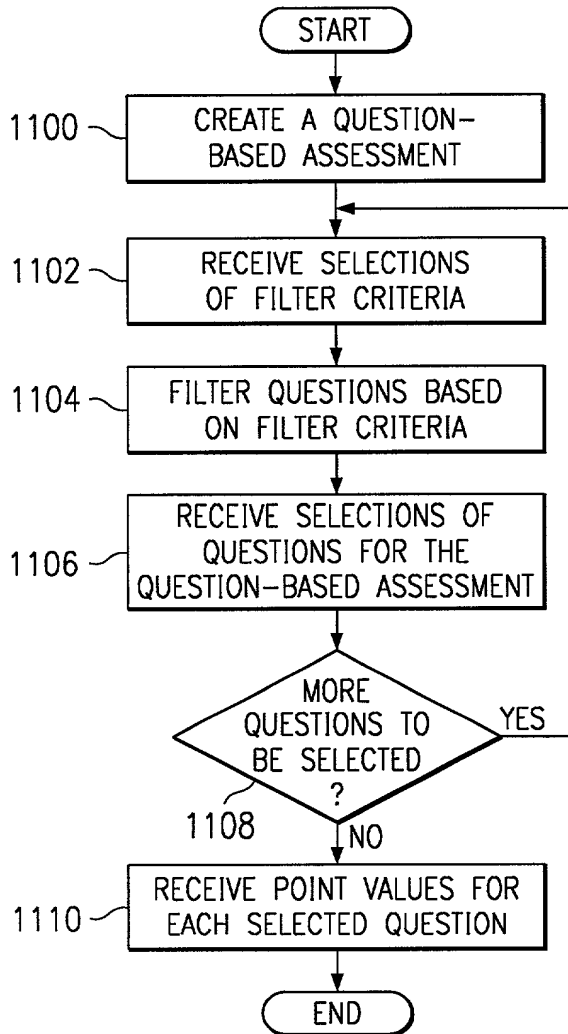 START
1100
CREATE A QUESTION-
BASED ASSESSMENT
1102
RECEIVE SELECTIONS
OF FILTER CRITERIA
1104
FILTER QUESTIONS BASED
ON FILTER CRITERIA
1106
RECEIVE SELECTIONS OF
QUESTIONS FOR THE
QUESTION-BASED ASSESSMENT
MORE
QUESTIONS TO
BE SELECTED
?
YES
1108
NO
1110
RECEIVE POINT VALUES FOR
EACH SELECTED QUESTION
END